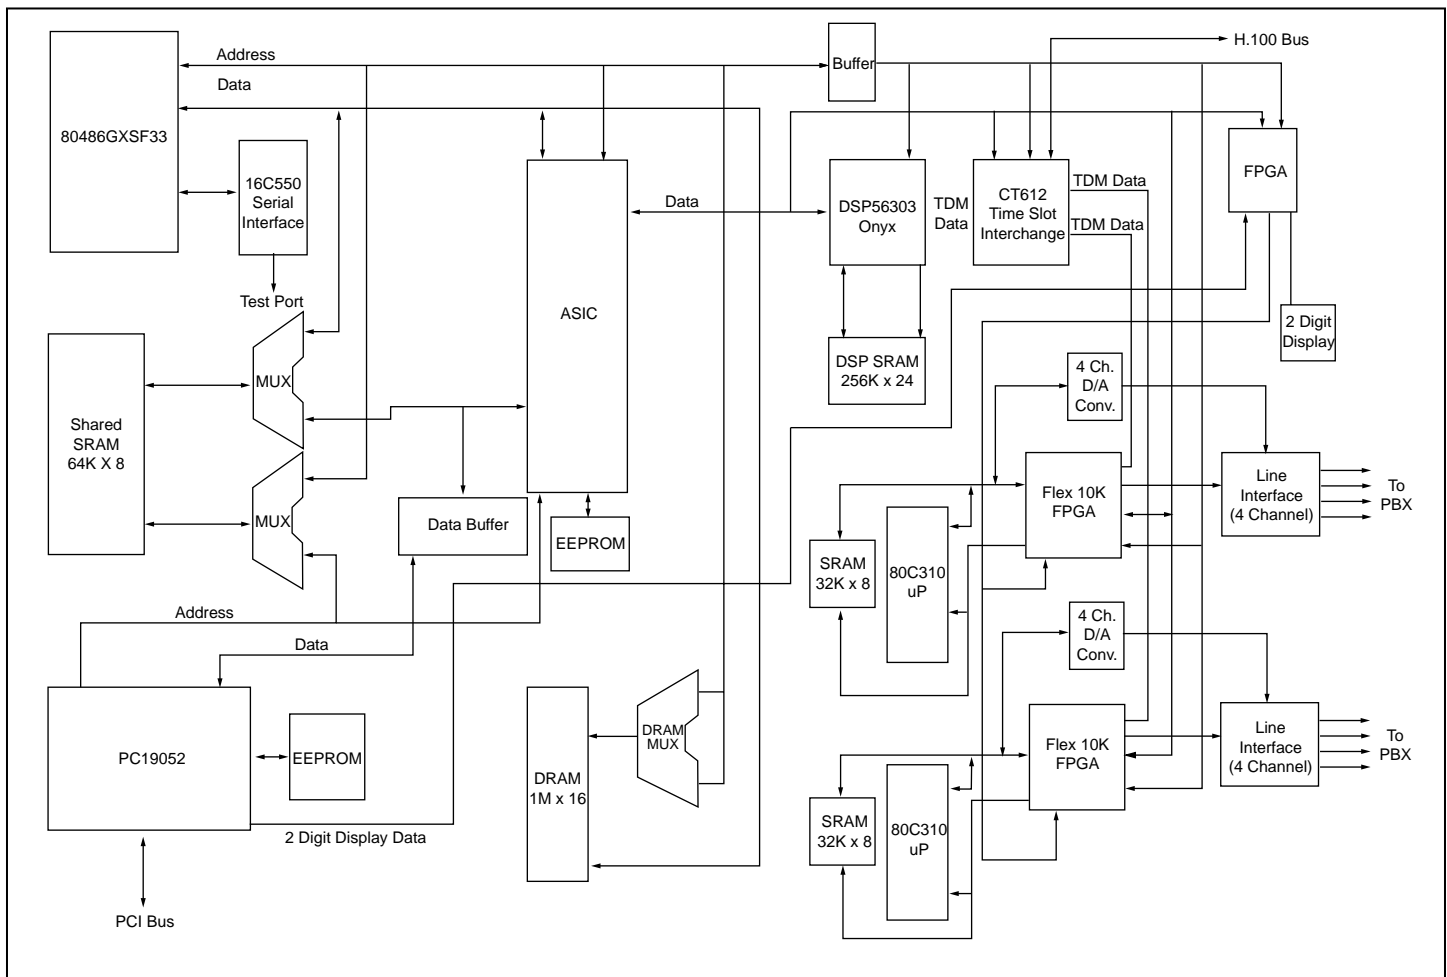 Address
Data
80486GXSF33
16C550
Serial
Interface
Test Port
Buffer
H.100 Bus
FPGA
Data
DSP56303
Onyx
TDM
Data
CT612
Time Slot
Interchange
TDM Data
TDM Data
ASIC
2 Digit
Display
DSP SRAM
256K x 24
MUX
Shared
SRAM
64K X 8
MUX
4 Ch.
D/A
Conv.
Flex 10K
FPGA
Line
Interface
(4 Channel)
To
PBX
Data Buffer
EEPROM
SRAM
32K x 8
80C310
uP
Address
Data
4 Ch.
D/A
Conv.
PC19052
EEPROM
DRAM
MUX
DRAM
1M x 16
Flex 10K
FPGA
Line
Interface
(4 Channel)
To
PBX
SRAM
32K x 8
80C310
uP
2 Digit Display Data
PCI Bus